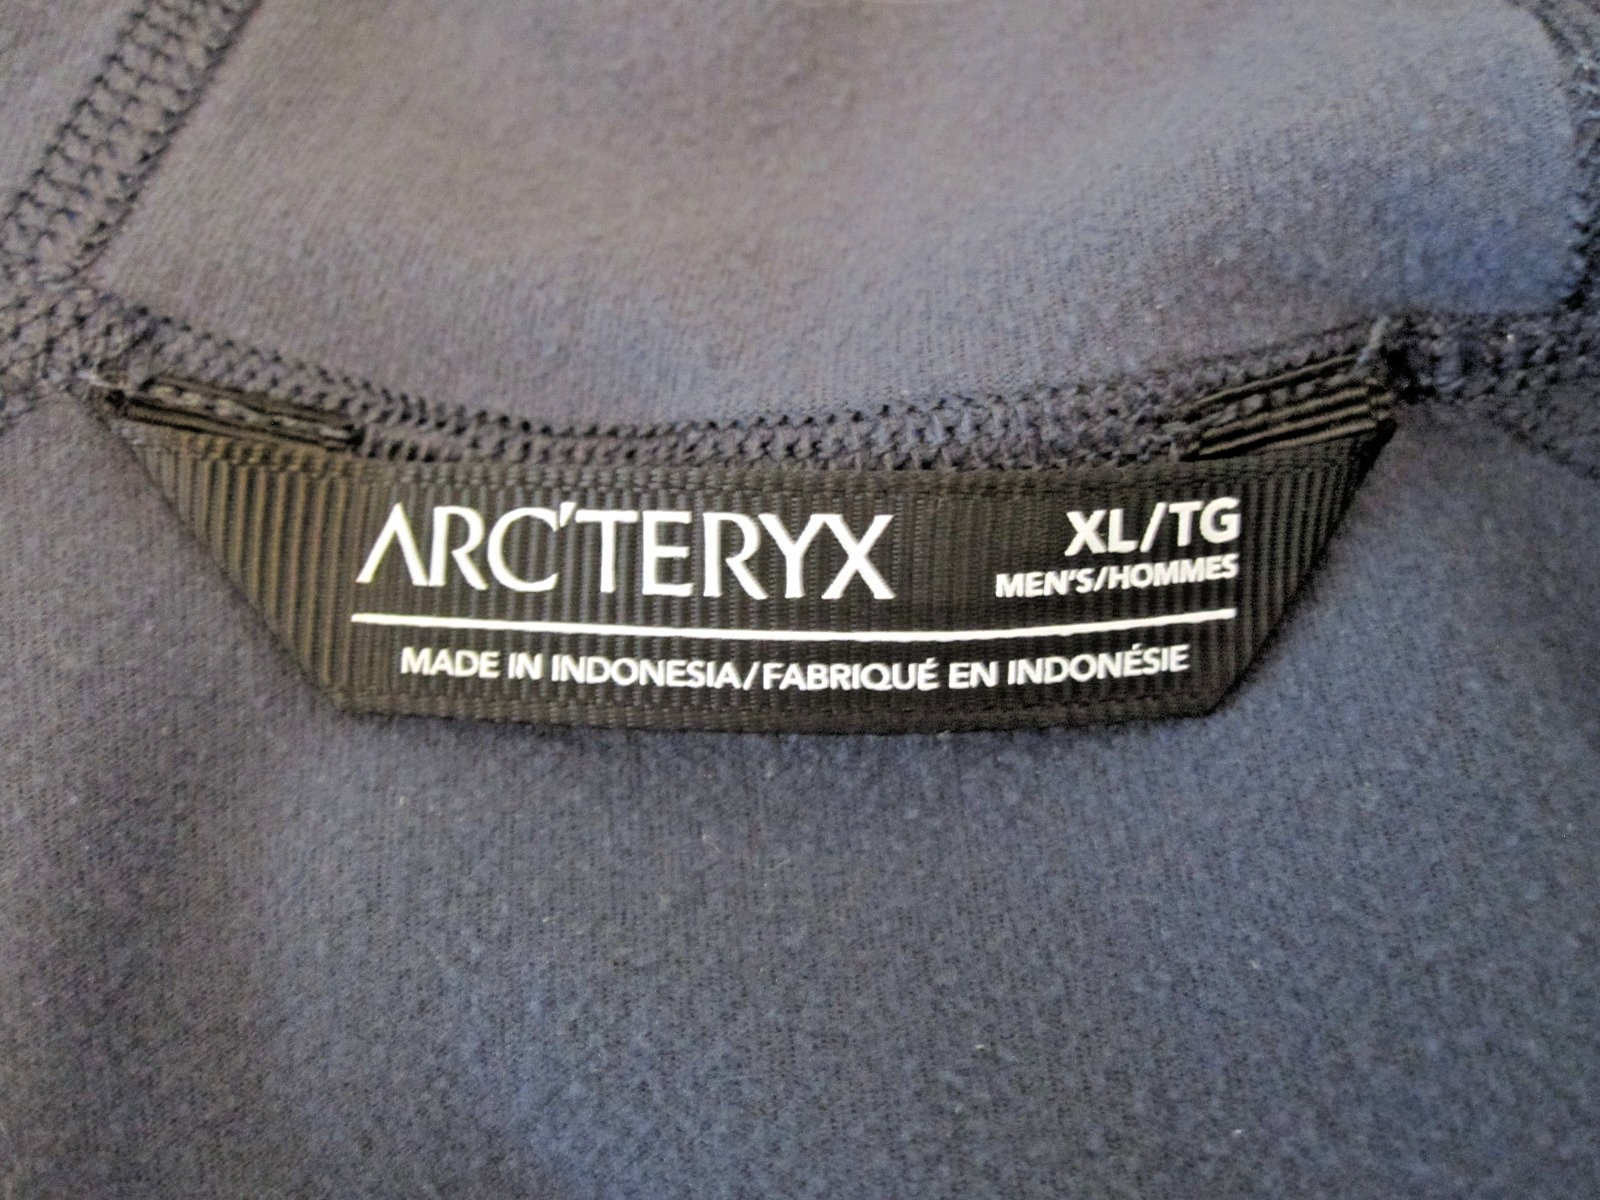 ARC'TERYX
XL/TG
MEN'S/HOMMES
MADE IN INDONESIA/FABRIQUÉ EN INDONÉSIE